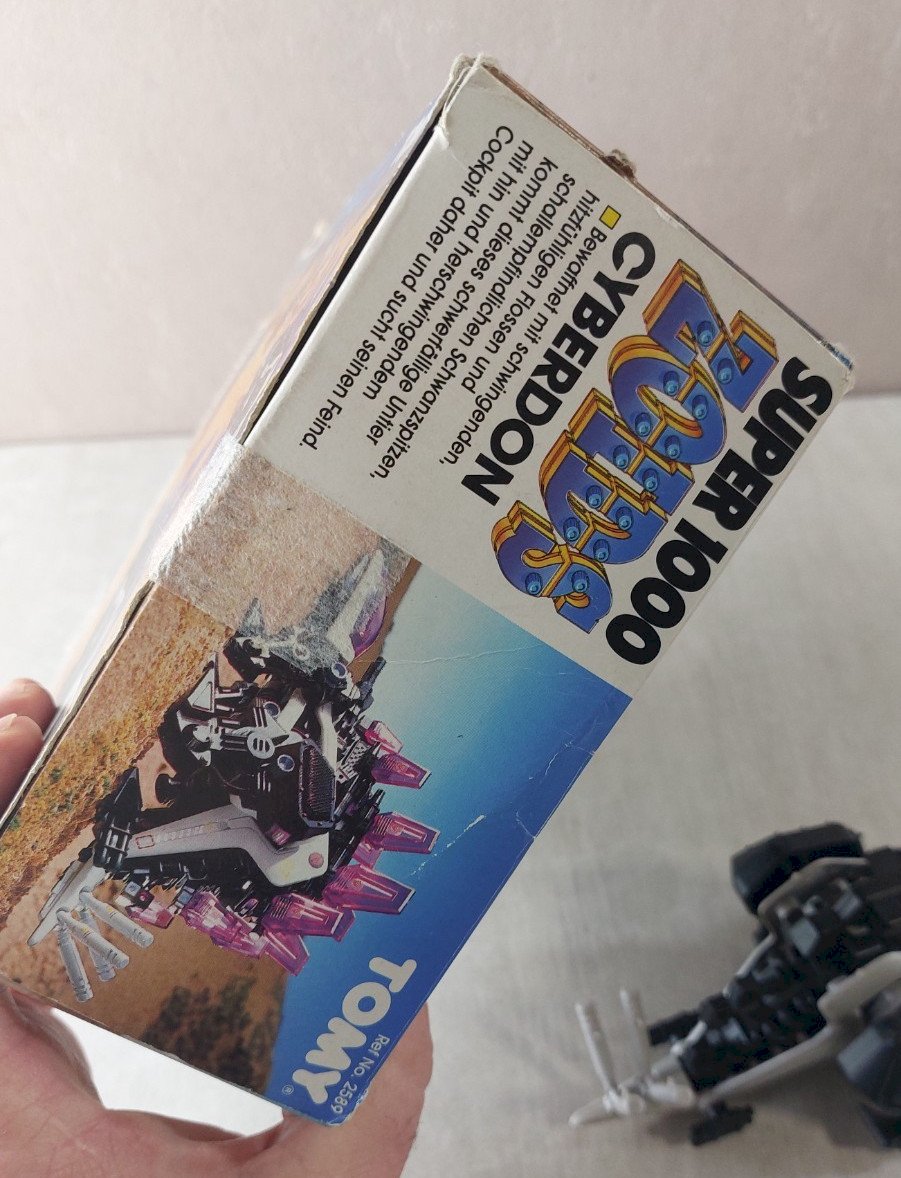 SUPER 1000
ZOIDS
CYBERDON
Bewaffnet mit schwingenden,
hitzfühligen Flossen und
schallempfindlichen Schwanzspitzen,
kommt dieses schwerfällige Untier
mit hin und herschwingendem
Cockpit daher und sucht seinen Feind.
TOMY®
Ref No. 2589